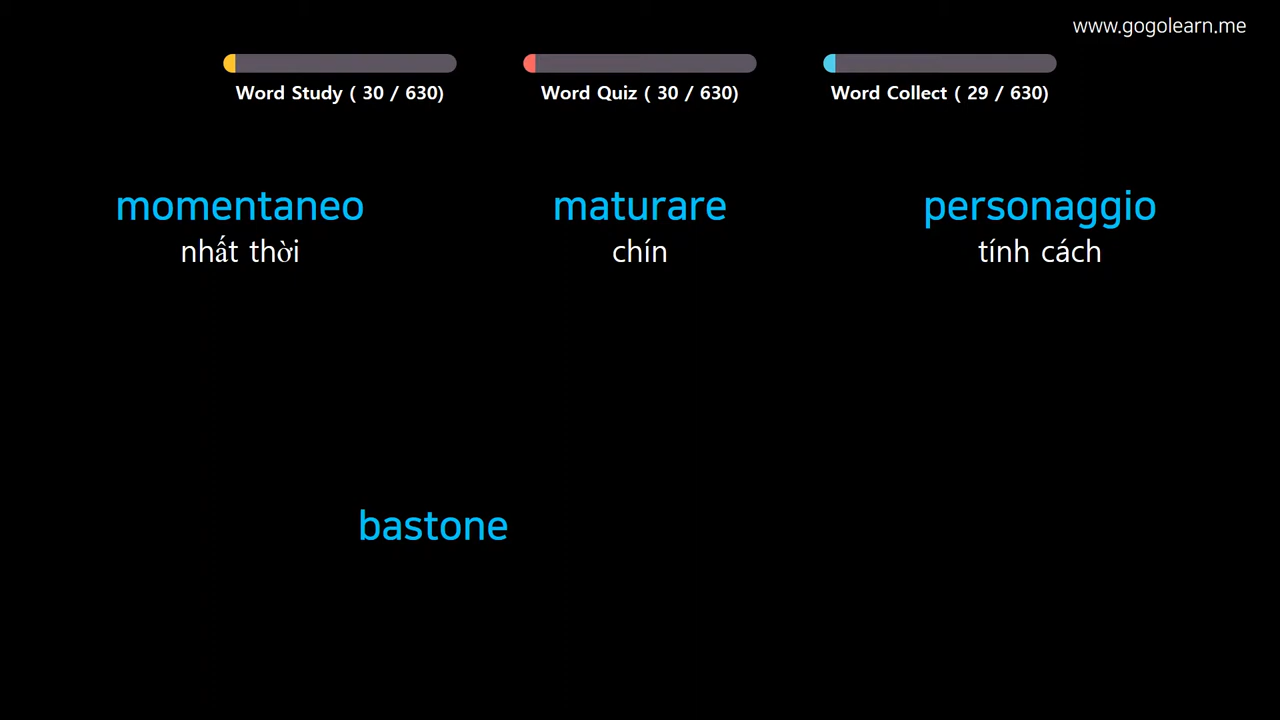 www.gogolearn.me
Word Study ( 30 / 630)
Word Quiz ( 30 / 630)
Word Collect ( 29 / 630)
momentaneo
nhất thời
maturare
chín
personaggio
tính cách
bastone